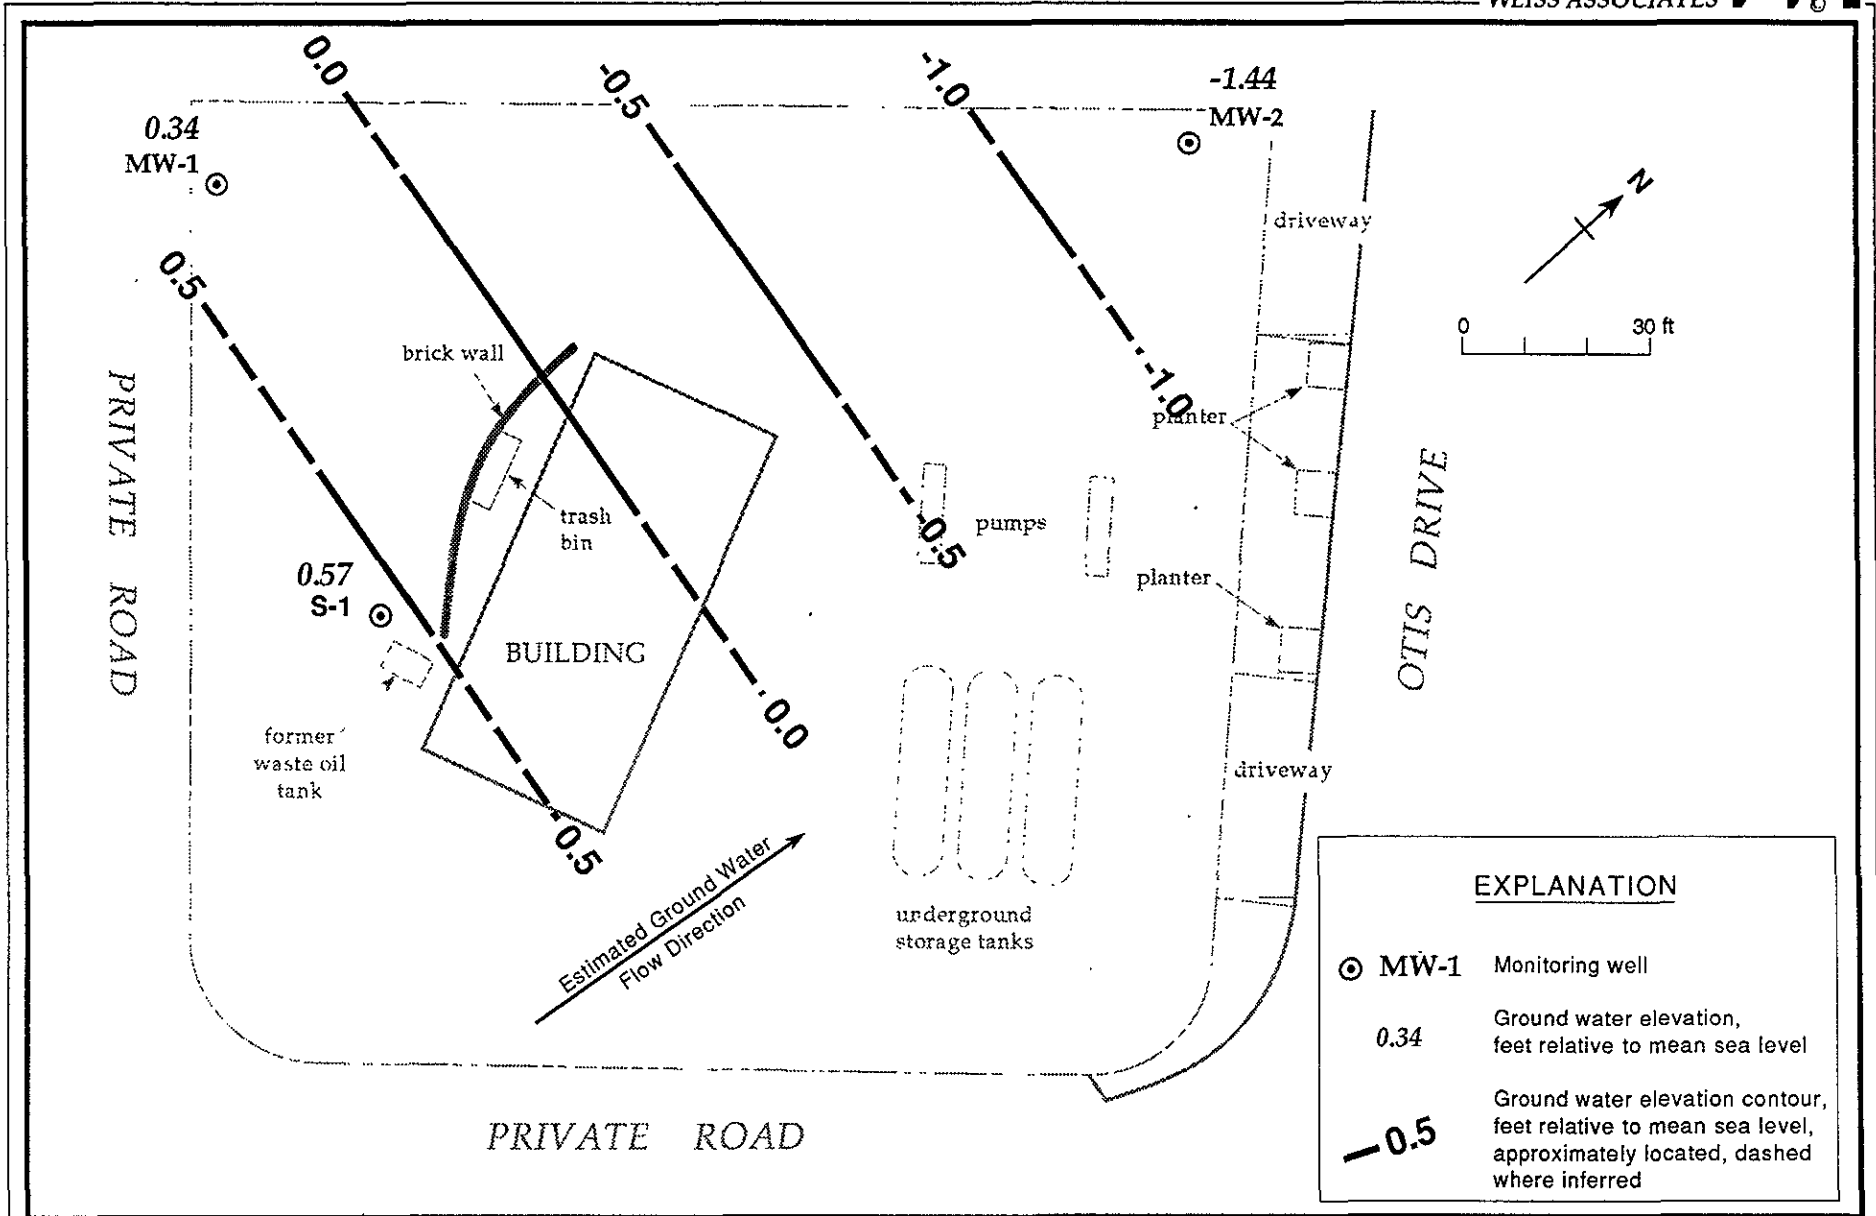 WEISS ASSOCIATES
©
0.0
-0.5
-1.0
-1.44
MW-2
0.34
MW-1
N
driveway
0.5
0 30 ft
brick wall
-1.0
planter
PRIVATE ROAD
trash
bin
pumps
-0.5
OTIS DRIVE
0.57
S-1
planter
BUILDING
0.0
former
waste oil
tank
driveway
0.5
Estimated Ground Water
Flow Direction
underground
storage tanks
PRIVATE ROAD
EXPLANATION
MW-1 Monitoring well
0.34 Ground water elevation,
feet relative to mean sea level
0.5 Ground water elevation contour,
feet relative to mean sea level,
approximately located, dashed
where inferred